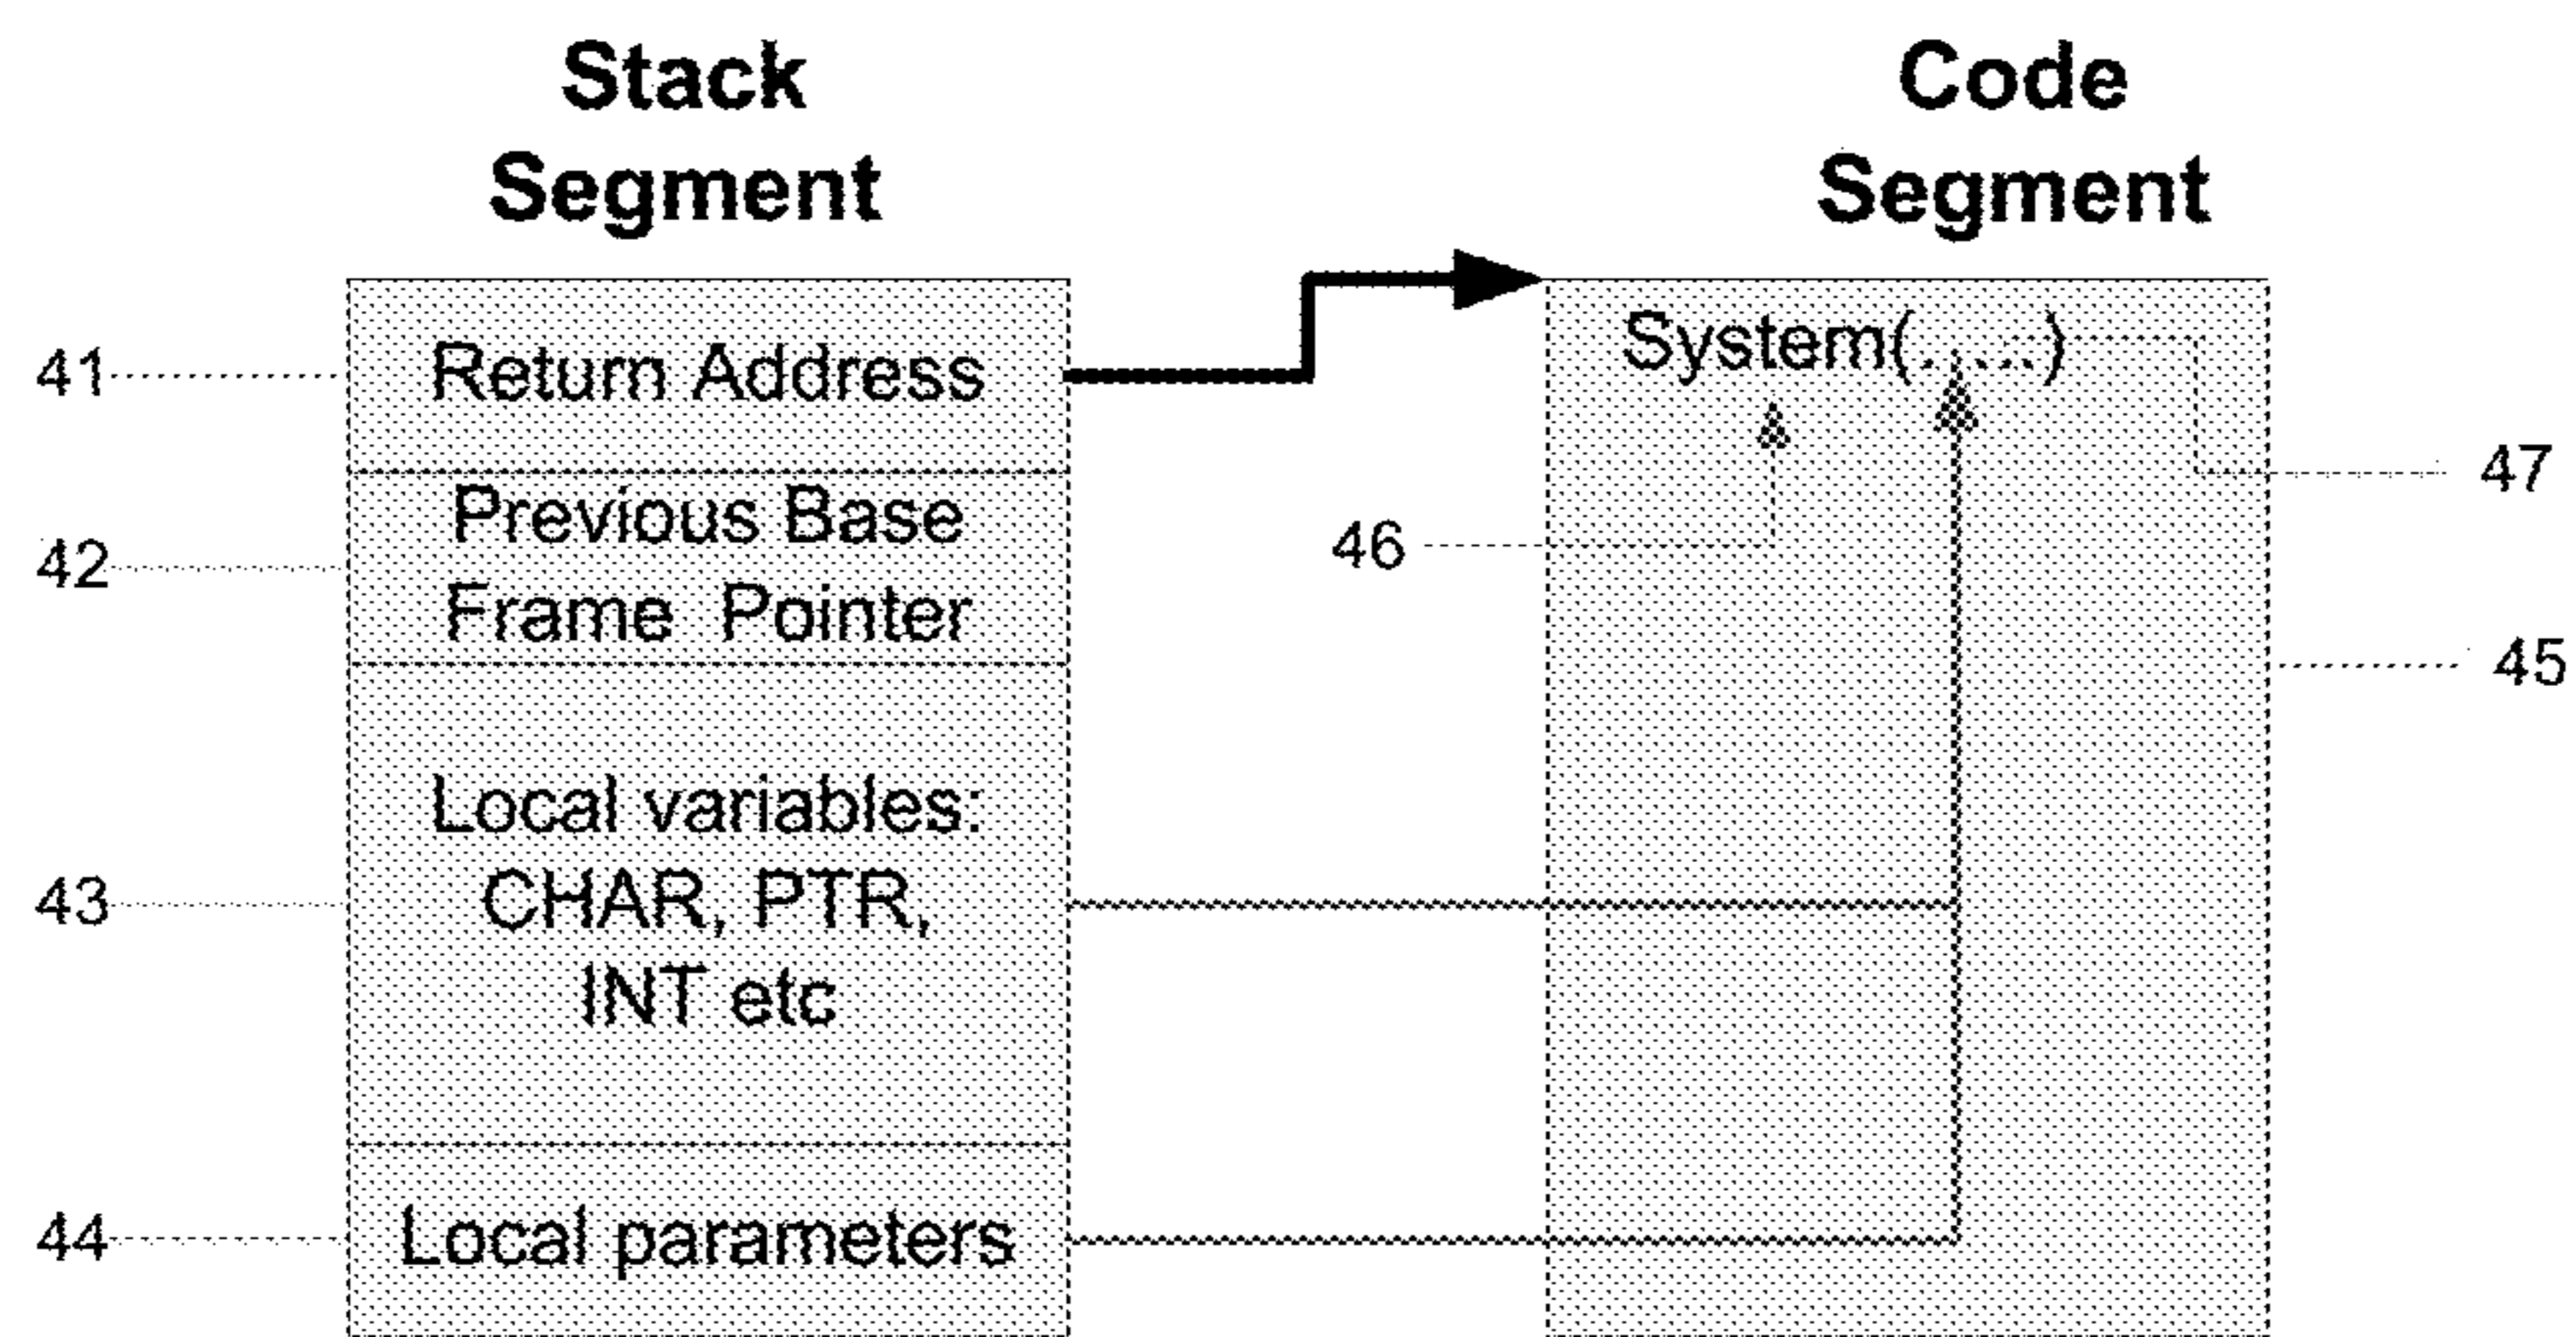 Stack
Segment
Code
Segment
41
Return Address
System(.....)
42
Previous Base
Frame Pointer
46
47
45
43
Local variables:
CHAR, PTR,
INT etc
44
Local parameters